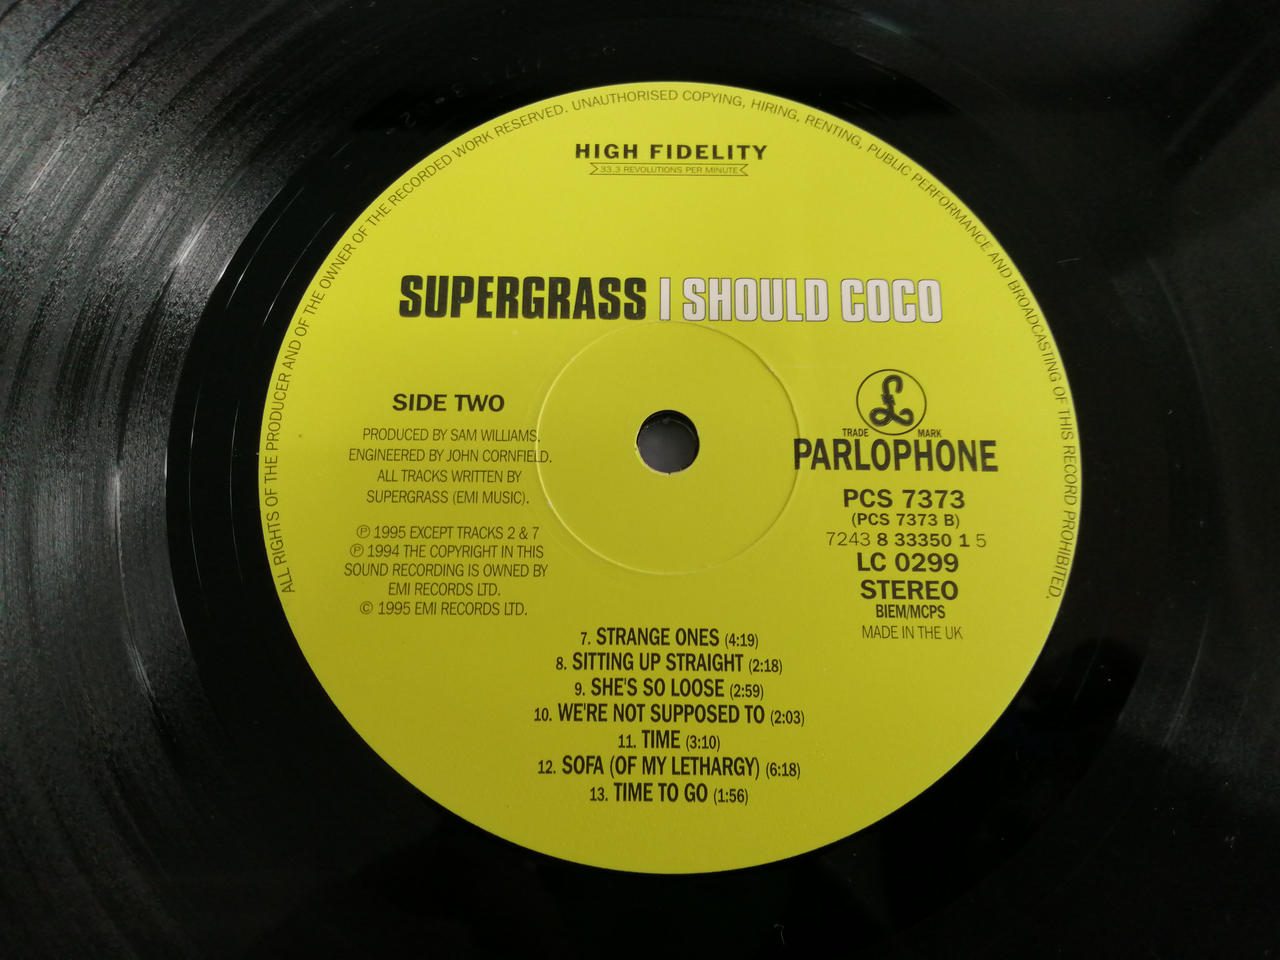 ALL RIGHTS OF THE PRODUCER AND OF THE OWNER OF THE RECORDED WORK RESERVED. UNAUTHORISED COPYING, HIRING, RENTING, PUBLIC PERFORMANCE AND BROADCASTING OF THIS RECORD PROHIBITED.
HIGH FIDELITY
33.3 REVOLUTIONS PER MINUTE
SUPERGRASS I SHOULD COCO
SIDE TWO
PRODUCED BY SAM WILLIAMS.
ENGINEERED BY JOHN CORNFIELD.
ALL TRACKS WRITTEN BY
SUPERGRASS (EMI MUSIC).
℗ 1995 EXCEPT TRACKS 2 & 7
℗ 1994 THE COPYRIGHT IN THIS
SOUND RECORDING IS OWNED BY
EMI RECORDS LTD.
© 1995 EMI RECORDS LTD.
£
TRADE MARK
PARLOPHONE
PCS 7373
(PCS 7373 B)
7243 8 33350 1 5
LC 0299
STEREO
BIEM/MCPS
MADE IN THE UK
7. STRANGE ONES (4:19)
8. SITTING UP STRAIGHT (2:18)
9. SHE'S SO LOOSE (2:59)
10. WE'RE NOT SUPPOSED TO (2:03)
11. TIME (3:10)
12. SOFA (OF MY LETHARGY) (6:18)
13. TIME TO GO (1:56)